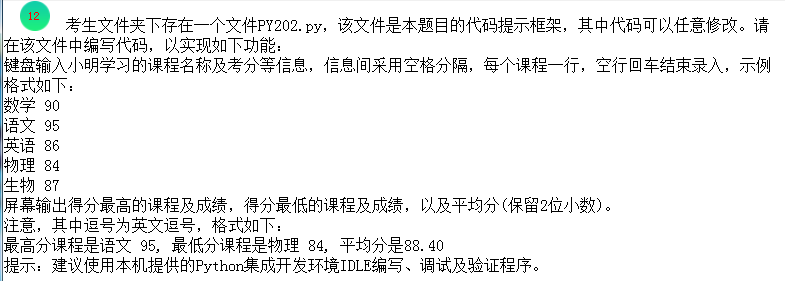 12 考生文件夹下存在一个文件PY202.py，该文件是本题目的代码提示框架，其中代码可以任意修改。请
在该文件中编写代码，以实现如下功能：
键盘输入小明学习的课程名称及考分等信息，信息间采用空格分隔，每个课程一行，空行回车结束录入，示例
格式如下：
数学 90
语文 95
英语 86
物理 84
生物 87
屏幕输出得分最高的课程及成绩，得分最低的课程及成绩，以及平均分(保留2位小数)。
注意，其中逗号为英文逗号，格式如下：
最高分课程是语文 95, 最低分课程是物理 84, 平均分是88.40
提示：建议使用本机提供的Python集成开发环境IDLE编写、调试及验证程序。